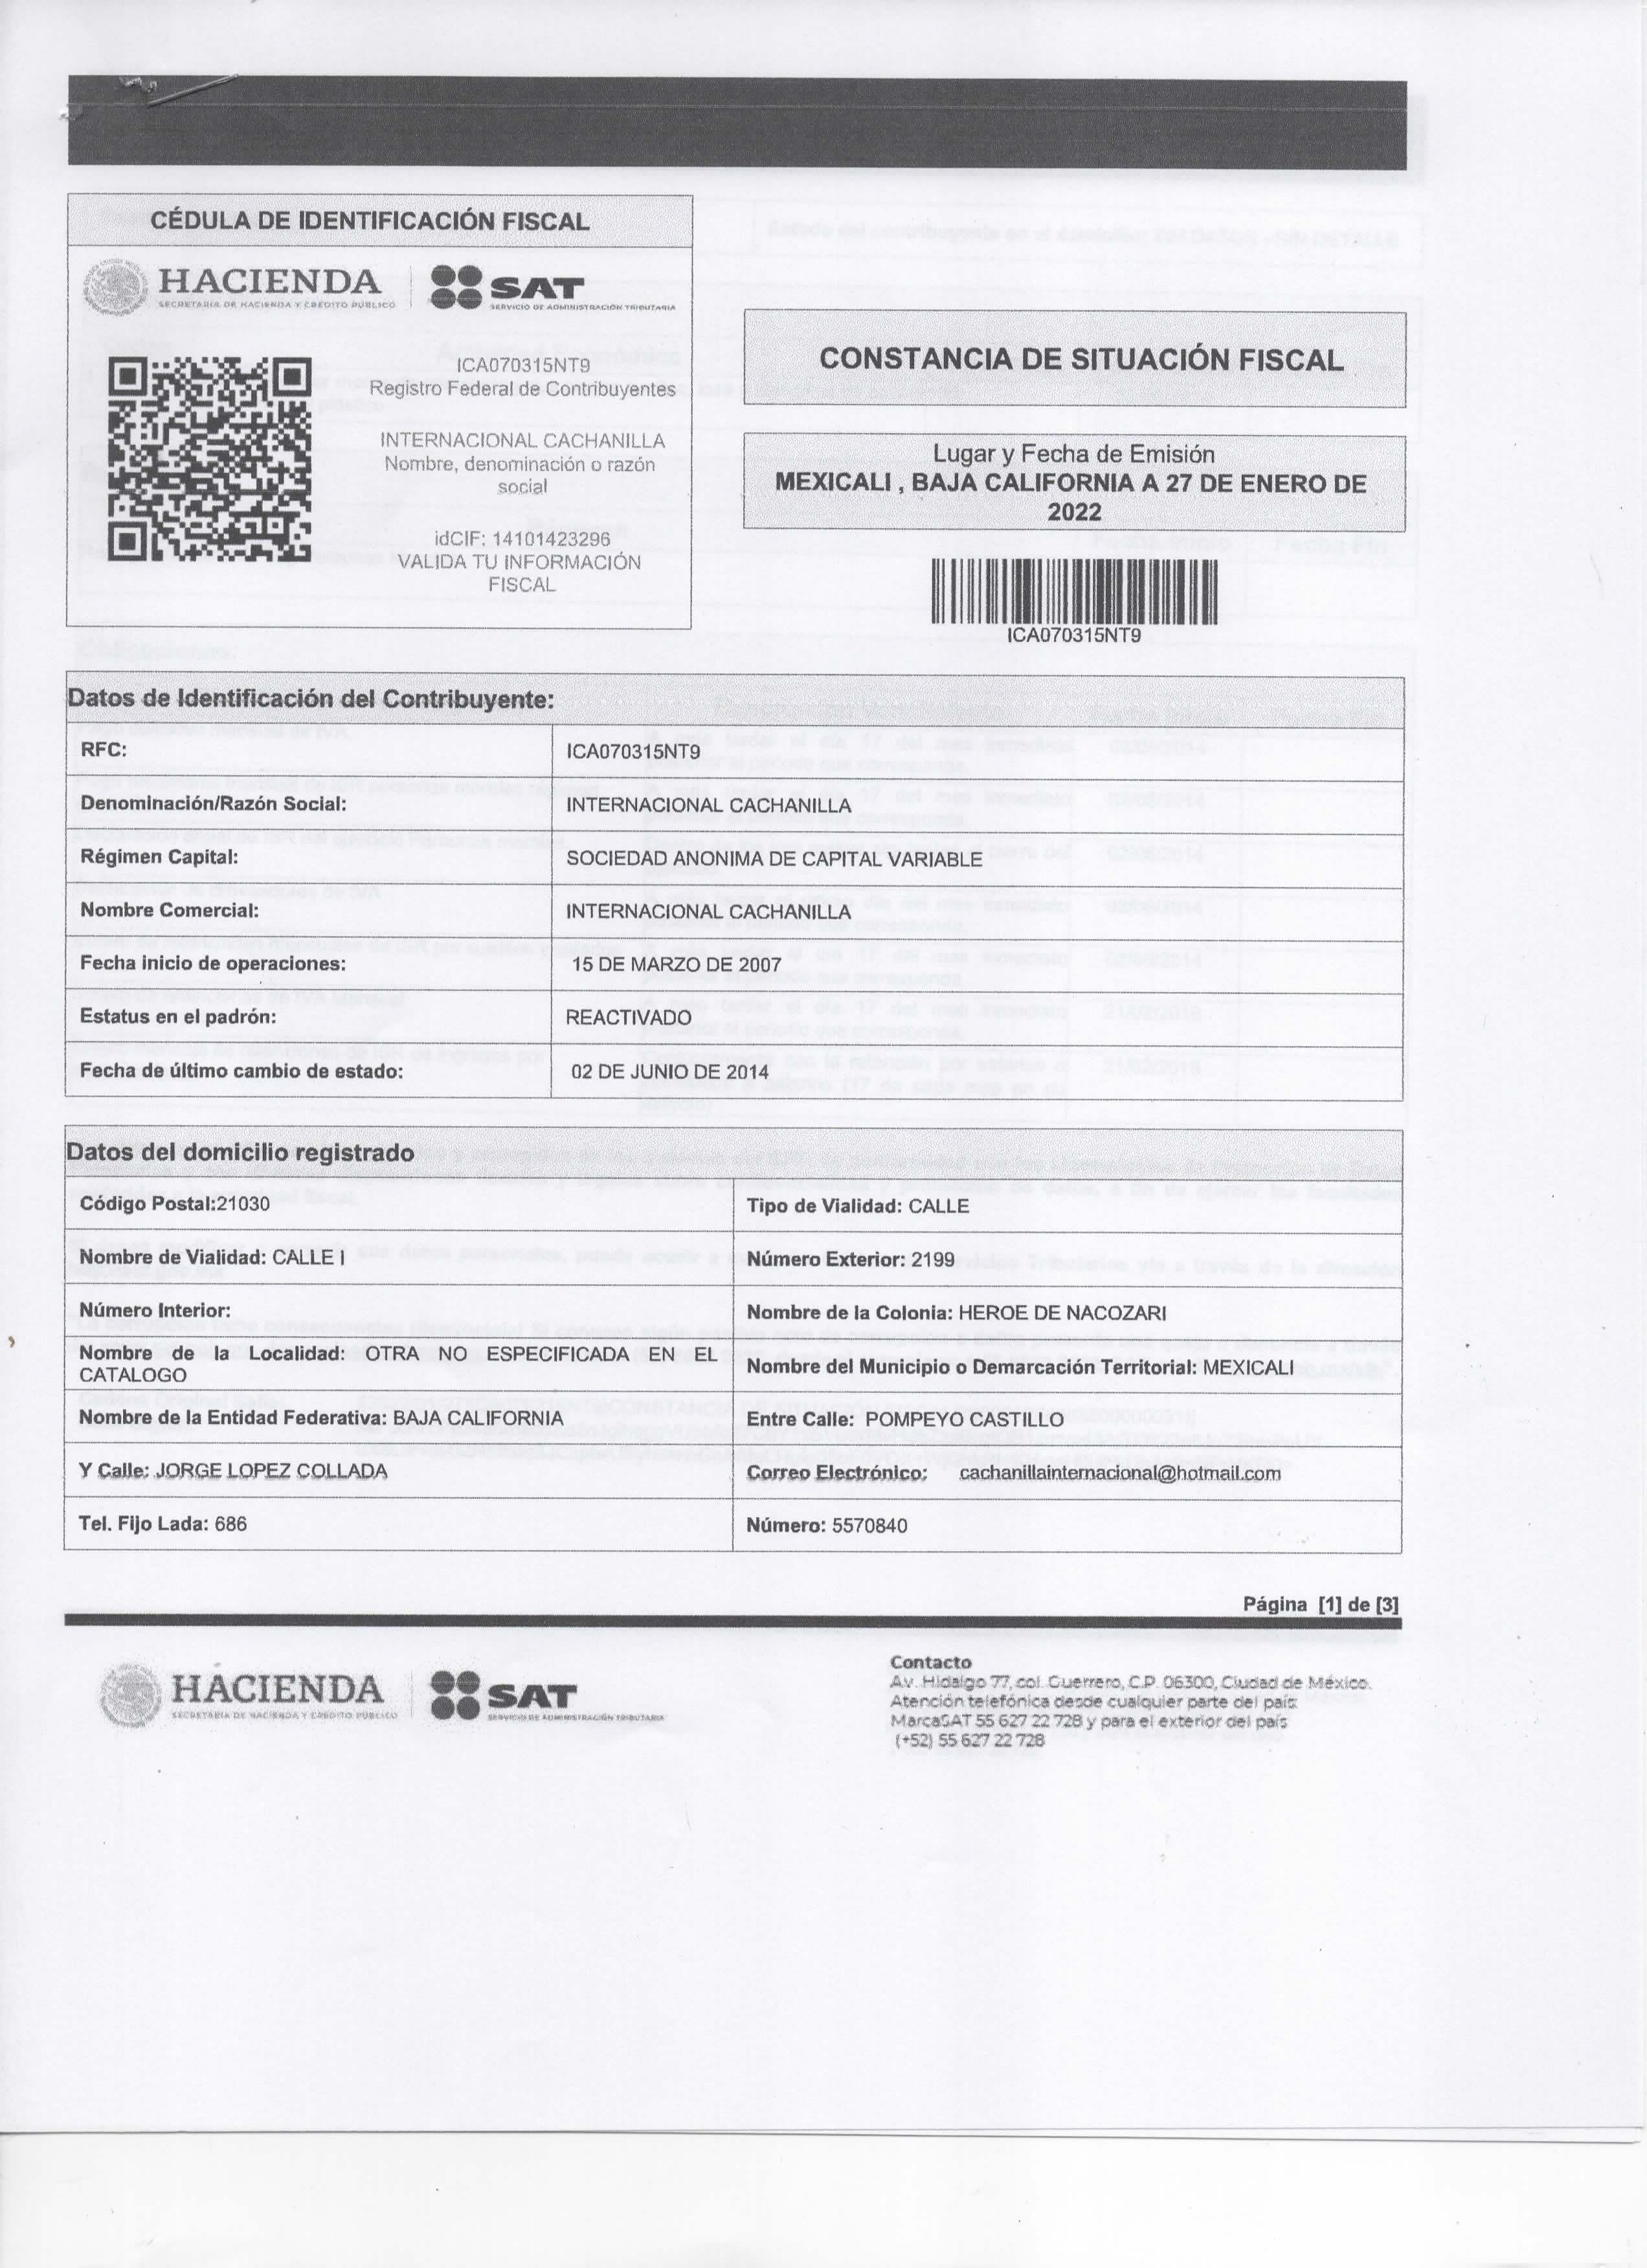 CÉDULA DE IDENTIFICACIÓN FISCAL
HACIENDA
SECRETARÍA DE HACIENDA Y CRÉDITO PÚBLICO
SAT
SERVICIO DE ADMINISTRACIÓN TRIBUTARIA
ICA070315NT9
Registro Federal de Contribuyentes
INTERNACIONAL CACHANILLA
Nombre, denominación o razón
social
idCIF: 14101423296
VALIDA TU INFORMACIÓN
FISCAL
CONSTANCIA DE SITUACIÓN FISCAL
Lugar y Fecha de Emisión
MEXICALI , BAJA CALIFORNIA A 27 DE ENERO DE
2022
ICA070315NT9
Datos de Identificación del Contribuyente:
RFC: ICA070315NT9
Denominación/Razón Social: INTERNACIONAL CACHANILLA
Régimen Capital: SOCIEDAD ANONIMA DE CAPITAL VARIABLE
Nombre Comercial: INTERNACIONAL CACHANILLA
Fecha inicio de operaciones: 15 DE MARZO DE 2007
Estatus en el padrón: REACTIVADO
Fecha de último cambio de estado: 02 DE JUNIO DE 2014
Datos del domicilio registrado
Código Postal:21030 Tipo de Vialidad: CALLE
Nombre de Vialidad: CALLE I Número Exterior: 2199
Número Interior: Nombre de la Colonia: HEROE DE NACOZARI
Nombre de la Localidad: OTRA NO ESPECIFICADA EN EL
CATALOGO
Nombre del Municipio o Demarcación Territorial: MEXICALI
Nombre de la Entidad Federativa: BAJA CALIFORNIA Entre Calle: POMPEYO CASTILLO
Y Calle: JORGE LOPEZ COLLADA Correo Electrónico: cachanillainternacional@hotmail.com
Tel. Fijo Lada: 686 Número: 5570840
Página [1] de [3]
HACIENDA
SECRETARÍA DE HACIENDA Y CRÉDITO PÚBLICO
SAT
SERVICIO DE ADMINISTRACIÓN TRIBUTARIA
Contacto
Av. Hidalgo 77, col. Guerrero, C.P. 06300, Ciudad de México.
Atención telefónica desde cualquier parte del país:
MarcaSAT 55 627 22 728 y para el exterior del país
(+52) 55 627 22 728